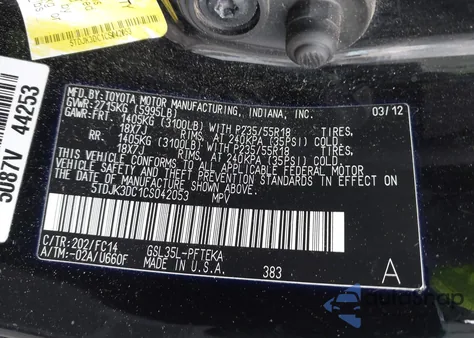 5TDJK3DC1CS042053
5087V 44253
MFD. BY: TOYOTA MOTOR MANUFACTURING, INDIANA, INC. 03/12
GVWR: 2715KG (5995LB)
GAWR: FRT. 1405KG (3100LB) WITH P235/55R18 TIRES,
18X7J RIMS, AT 240KPA (35PSI) COLD.
RR. 1405KG (3100LB) WITH P235/55R18 TIRES,
18X7J RIMS, AT 240KPA (35PSI) COLD.
THIS VEHICLE CONFORMS TO ALL APPLICABLE FEDERAL MOTOR
VEHICLE SAFETY AND THEFT PREVENTION STANDARDS IN EFFECT ON
THE DATE OF MANUFACTURE SHOWN ABOVE.
5TDJK3DC1CS042053 MPV
C/TR: 202/FC14 GSL35L-PFTEKA
A/TM: -02A/U660F MADE IN U.S.A. 383 A